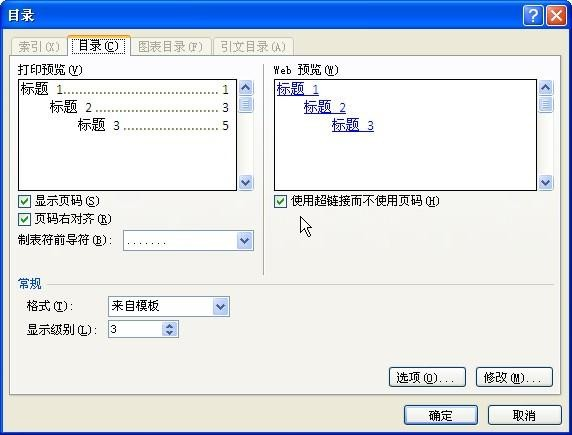 目录
索引(X) 目录(C) 图表目录(F) 引文目录(A)
打印预览(V)
标题 1 1
标题 2 3
标题 3 5
显示页码(S)
页码右对齐(R)
制表符前导符(B): .......
Web 预览(W)
标题 1
标题 2
标题 3
使用超链接而不使用页码(H)
常规
格式(T): 来自模板
显示级别(L): 3
选项(O)... 修改(M)...
确定 取消